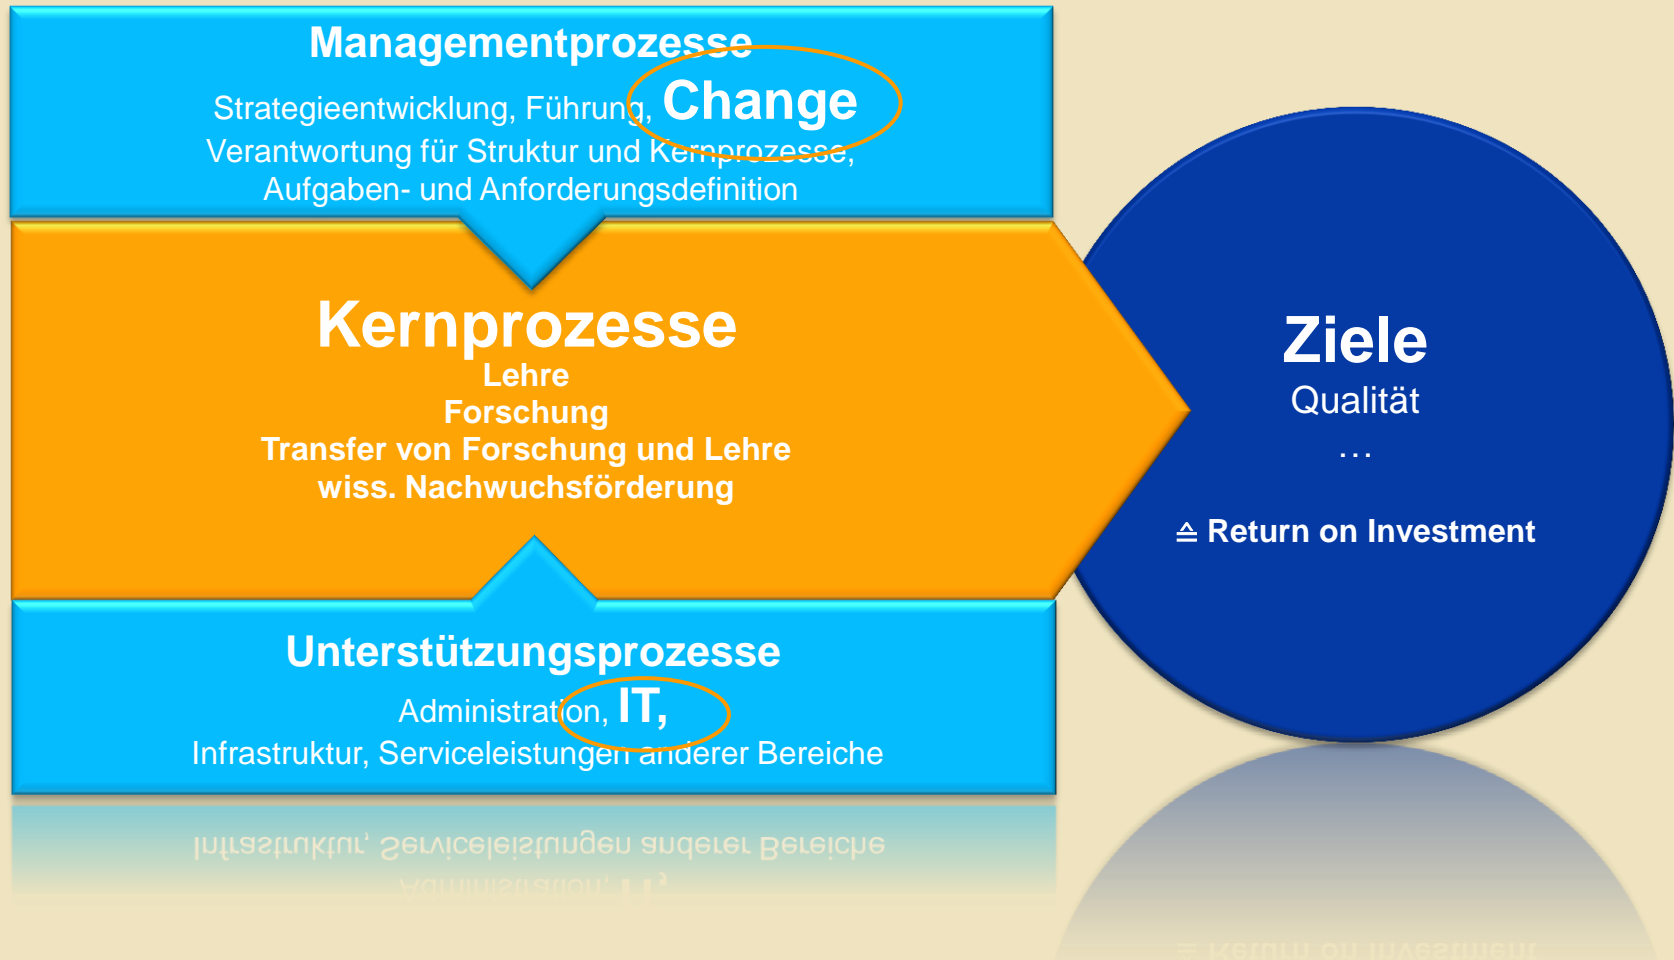 Managementprozesse
Strategieentwicklung, Führung, Change
Verantwortung für Struktur und Kernprozesse,
Aufgaben- und Anforderungsdefinition
Kernprozesse
Lehre
Forschung
Transfer von Forschung und Lehre
wiss. Nachwuchsförderung
Unterstützungsprozesse
Administration, IT,
Infrastruktur, Serviceleistungen anderer Bereiche
Ziele
Qualität
…
≙ Return on Investment